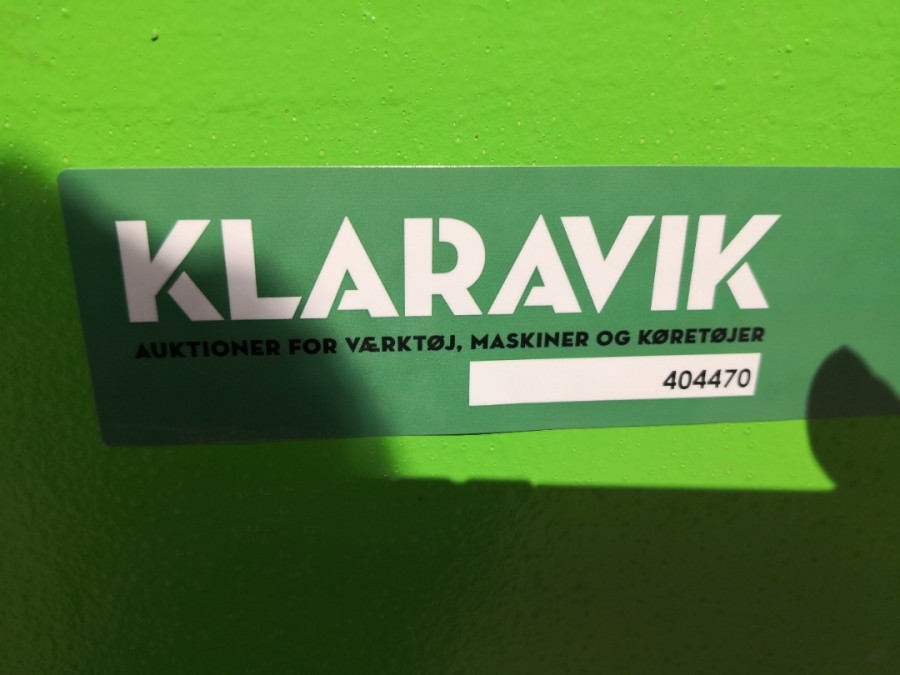 KLARAVIK
AUKTIONER FOR VÆRKTØJ, MASKINER OG KØRETØJER
404470